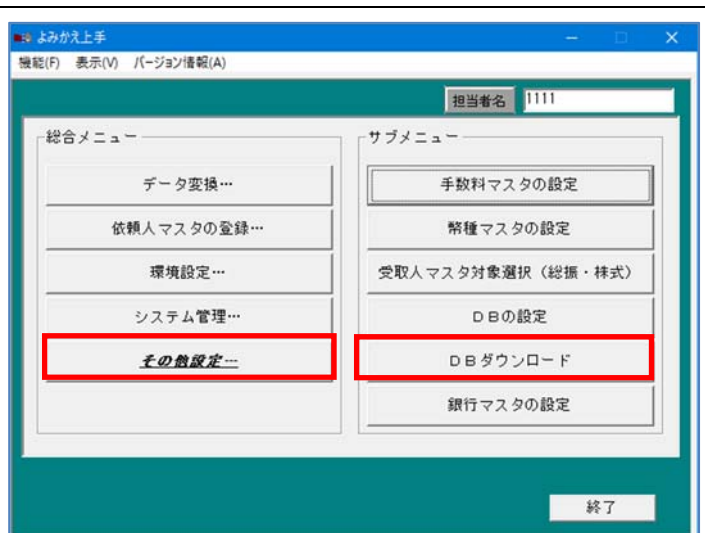 よみかえ上手
機能(F) 表示(V) バージョン情報(A)
担当者名 1111
総合メニュー
データ変換…
依頼人マスタの登録…
環境設定…
システム管理…
その他設定…
サブメニュー
手数料マスタの設定
幣種マスタの設定
受取人マスタ対象選択（総振・株式）
ＤＢの設定
ＤＢダウンロード
銀行マスタの設定
終了